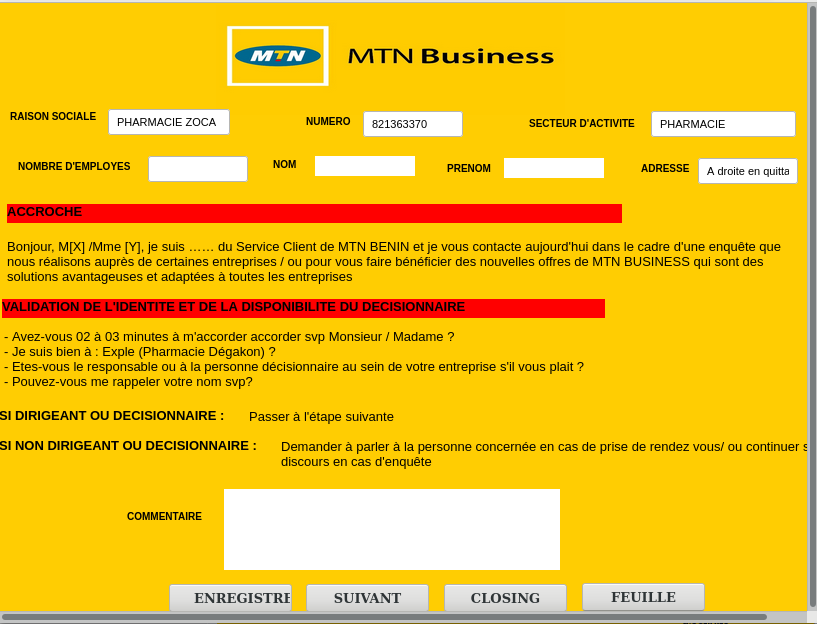 MTN MTN Business
RAISON SOCIALE PHARMACIE ZOCA NUMERO 821363370 SECTEUR D'ACTIVITE PHARMACIE
NOMBRE D'EMPLOYES NOM PRENOM ADRESSE A droite en quitta
ACCROCHE
Bonjour, M[X] /Mme [Y], je suis …… du Service Client de MTN BENIN et je vous contacte aujourd'hui dans le cadre d'une enquête que
nous réalisons auprès de certaines entreprises / ou pour vous faire bénéficier des nouvelles offres de MTN BUSINESS qui sont des
solutions avantageuses et adaptées à toutes les entreprises
VALIDATION DE L'IDENTITE ET DE LA DISPONIBILITE DU DECISIONNAIRE
- Avez-vous 02 à 03 minutes à m'accorder accorder svp Monsieur / Madame ?
- Je suis bien à : Exple (Pharmacie Dégakon) ?
- Etes-vous le responsable ou à la personne décisionnaire au sein de votre entreprise s'il vous plait ?
- Pouvez-vous me rappeler votre nom svp?
SI DIRIGEANT OU DECISIONNAIRE : Passer à l'étape suivante
SI NON DIRIGEANT OU DECISIONNAIRE : Demander à parler à la personne concernée en cas de prise de rendez vous/ ou continuer s
discours en cas d'enquête
COMMENTAIRE
ENREGISTRE SUIVANT CLOSING FEUILLE